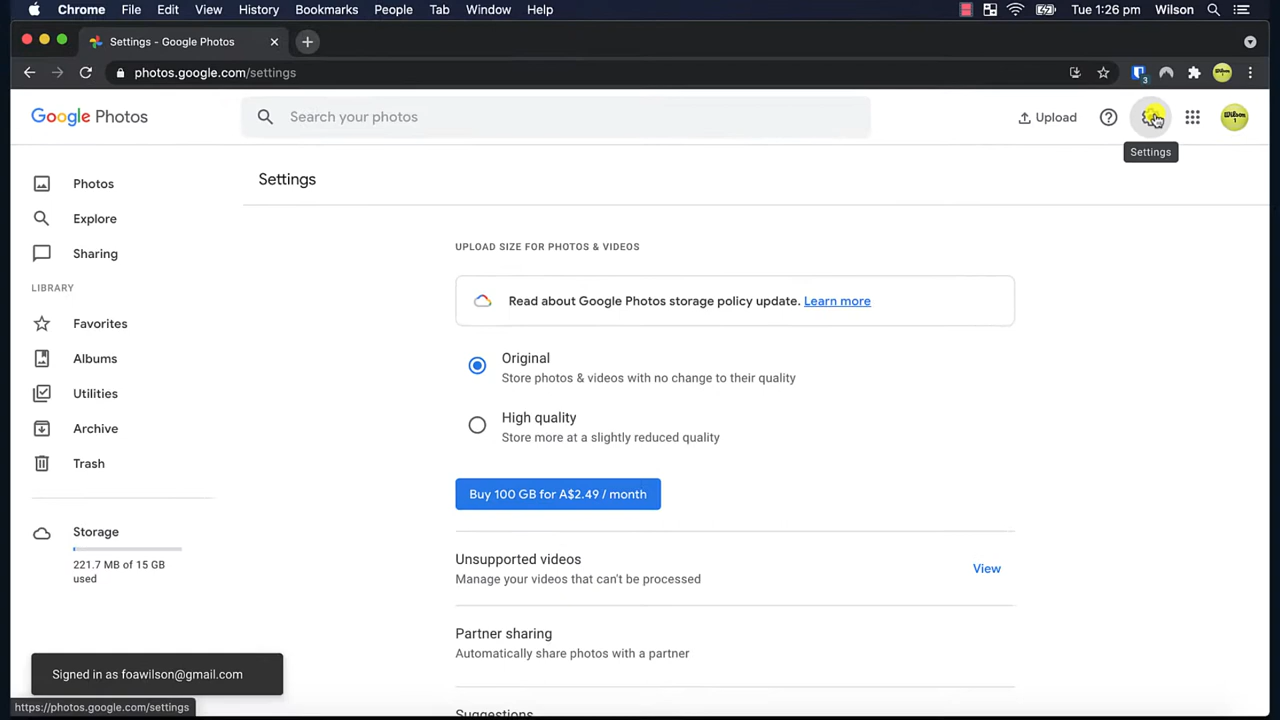 Chrome File Edit View History Bookmarks People Tab Window Help Tue 1:26 pm Wilson
Settings - Google Photos
photos.google.com/settings
3
Google Photos
Search your photos
Upload
Wilson
1
Settings
Photos
Explore
Sharing
LIBRARY
Favorites
Albums
Utilities
Archive
Trash
Storage
221.7 MB of 15 GB
used
Settings
UPLOAD SIZE FOR PHOTOS & VIDEOS
Read about Google Photos storage policy update. Learn more
Original
Store photos & videos with no change to their quality
High quality
Store more at a slightly reduced quality
Buy 100 GB for A$2.49 / month
Unsupported videos
Manage your videos that can't be processed
View
Partner sharing
Automatically share photos with a partner
Suggestions
Signed in as foawilson@gmail.com
https://photos.google.com/settings